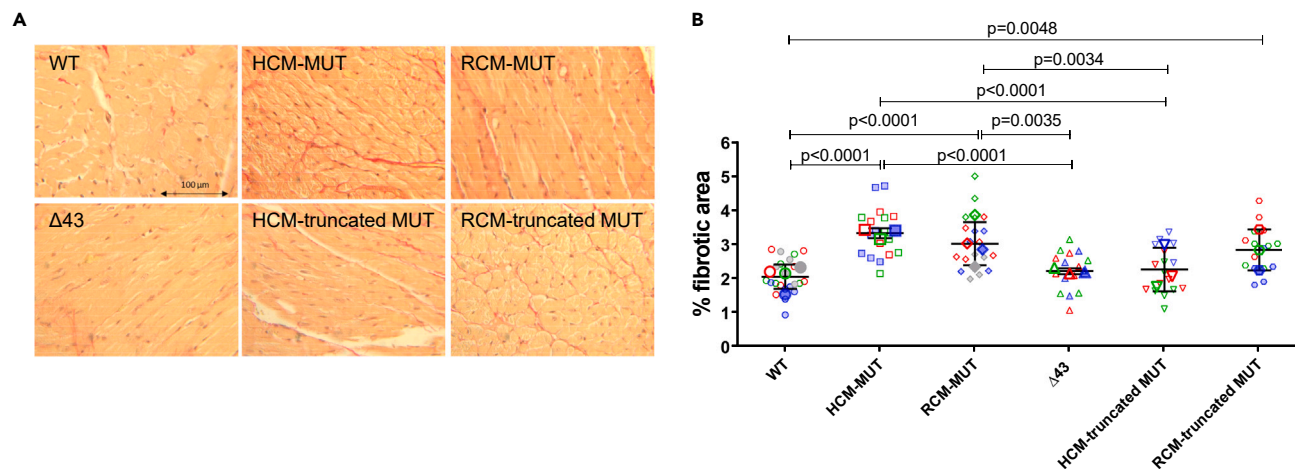 A
WT
HCM-MUT
RCM-MUT
100 µm
Δ43
HCM-truncated MUT
RCM-truncated MUT
B
p=0.0048
p=0.0034
p<0.0001
p<0.0001
p=0.0035
p<0.0001
p<0.0001
% fibrotic area
6
5
4
3
2
1
0
WT
HCM-MUT
RCM-MUT
Δ43
HCM-truncated MUT
RCM-truncated MUT